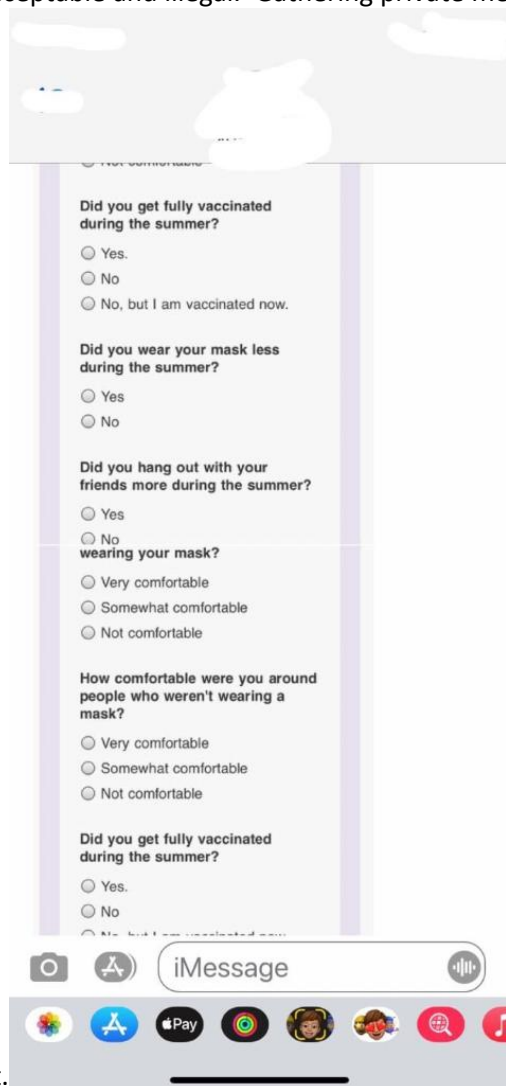 and illegal. Gathering private
Did you get fully vaccinated
during the summer?
Yes.
No
No, but I am vaccinated now.
Did you wear your mask less
during the summer?
Yes
No
Did you hang out with your
friends more during the summer?
Yes
No
wearing your mask?
Very comfortable
Somewhat comfortable
Not comfortable
How comfortable were you around
people who weren't wearing a
mask?
Very comfortable
Somewhat comfortable
Not comfortable
Did you get fully vaccinated
during the summer?
Yes.
No
iMessage
Pay